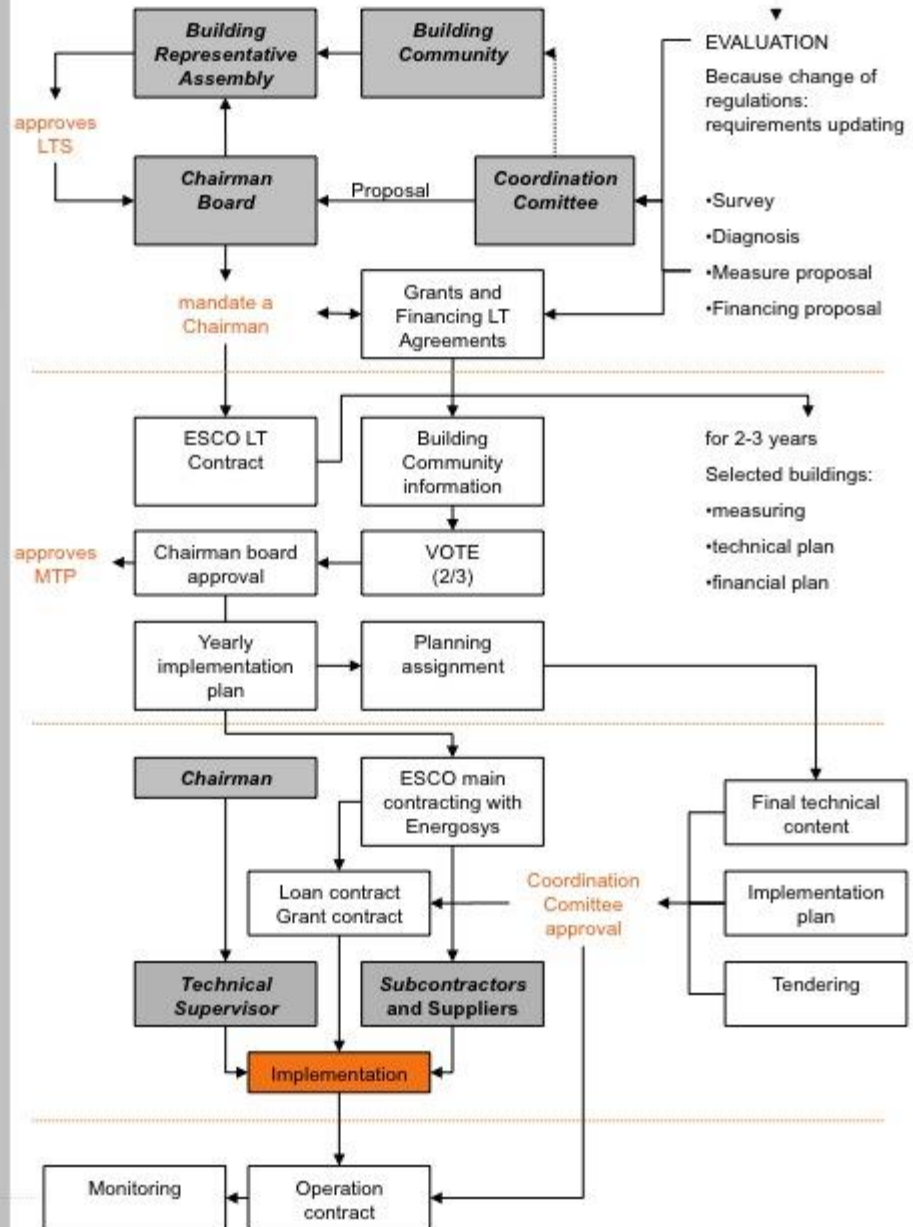 Building
Representative
Assembly
Building
Community
EVALUATION
Because change of
regulations:
requirements updating
approves
LTS
Chairman
Board
Proposal
Coordination
Comittee
•Survey
•Diagnosis
•Measure proposal
•Financing proposal
mandate a
Chairman
Grants and
Financing LT
Agreements
ESCO LT
Contract
Building
Community
information
for 2-3 years
Selected buildings:
•measuring
•technical plan
•financial plan
approves
MTP
Chairman board
approval
VOTE
(2/3)
Yearly
implementation
plan
Planning
assignment
Chairman
ESCO main
contracting with
Energosys
Final technical
content
Loan contract
Grant contract
Coordination
Comittee
approval
Implementation
plan
Technical
Supervisor
Subcontractors
and Suppliers
Tendering
Implementation
Monitoring
Operation
contract